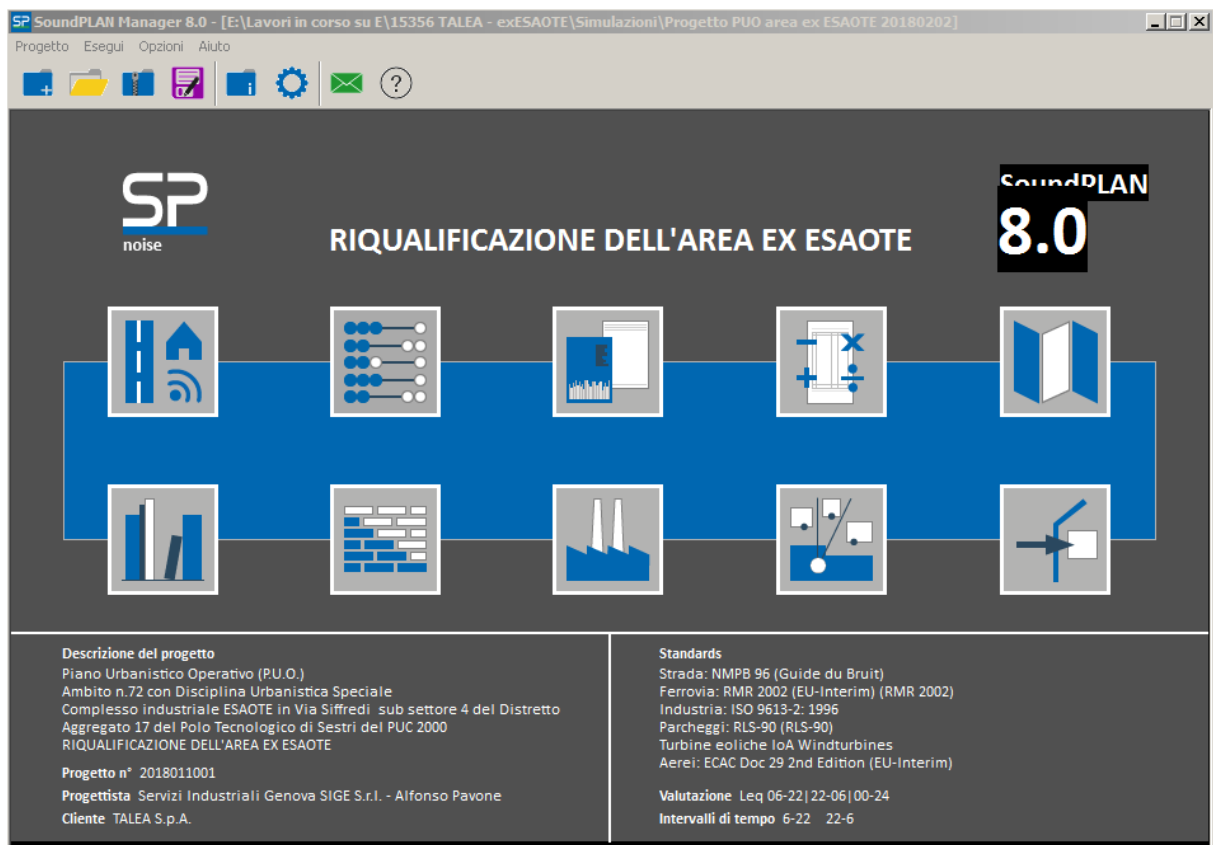 SoundPLAN Manager 8.0 - [E:\Lavori in corso su E\15356 TALEA - exESAOTE\Simulazioni\Progetto PUO area ex ESAOTE 20180202]
Progetto Esegui Opzioni Aiuto
SP
noise
RIQUALIFICAZIONE DELL'AREA EX ESAOTE
SoundPLAN
8.0
Descrizione del progetto
Piano Urbanistico Operativo (P.U.O.)
Ambito n.72 con Disciplina Urbanistica Speciale
Complesso industriale ESAOTE in Via Siffredi sub settore 4 del Distretto
Aggregato 17 del Polo Tecnologico di Sestri del PUC 2000
RIQUALIFICAZIONE DELL'AREA EX ESAOTE
Progetto n° 2018011001
Progettista Servizi Industriali Genova SIGE S.r.l. - Alfonso Pavone
Cliente TALEA S.p.A.
Standards
Strada: NMPB 96 (Guide du Bruit)
Ferrovia: RMR 2002 (EU-Interim) (RMR 2002)
Industria: ISO 9613-2: 1996
Parcheggi: RLS-90 (RLS-90)
Turbine eoliche IoA Windturbines
Aerei: ECAC Doc 29 2nd Edition (EU-Interim)
Valutazione Leq 06-22|22-06|00-24
Intervalli di tempo 6-22 22-6